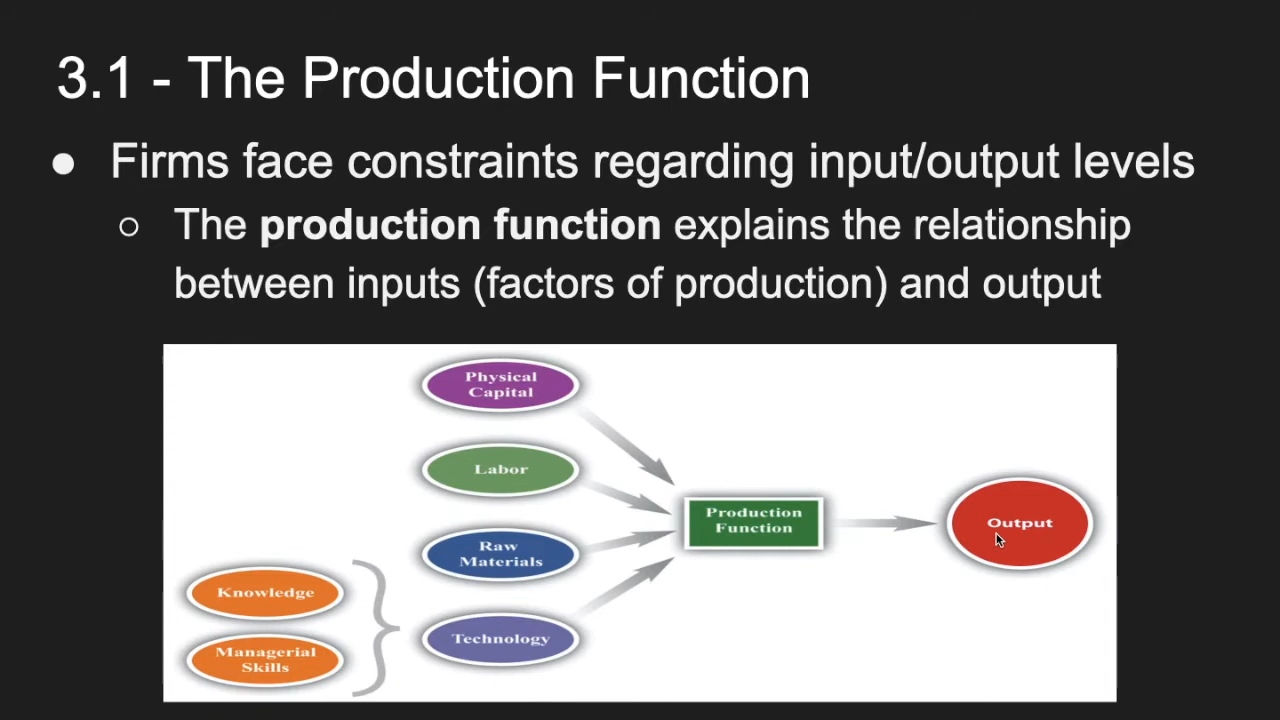 3.1 - The Production Function
● Firms face constraints regarding input/output levels
○ The production function explains the relationship
between inputs (factors of production) and output
Physical
Capital
Labor
Raw
Materials
Technology
Knowledge
Managerial
Skills
Production
Function
Output